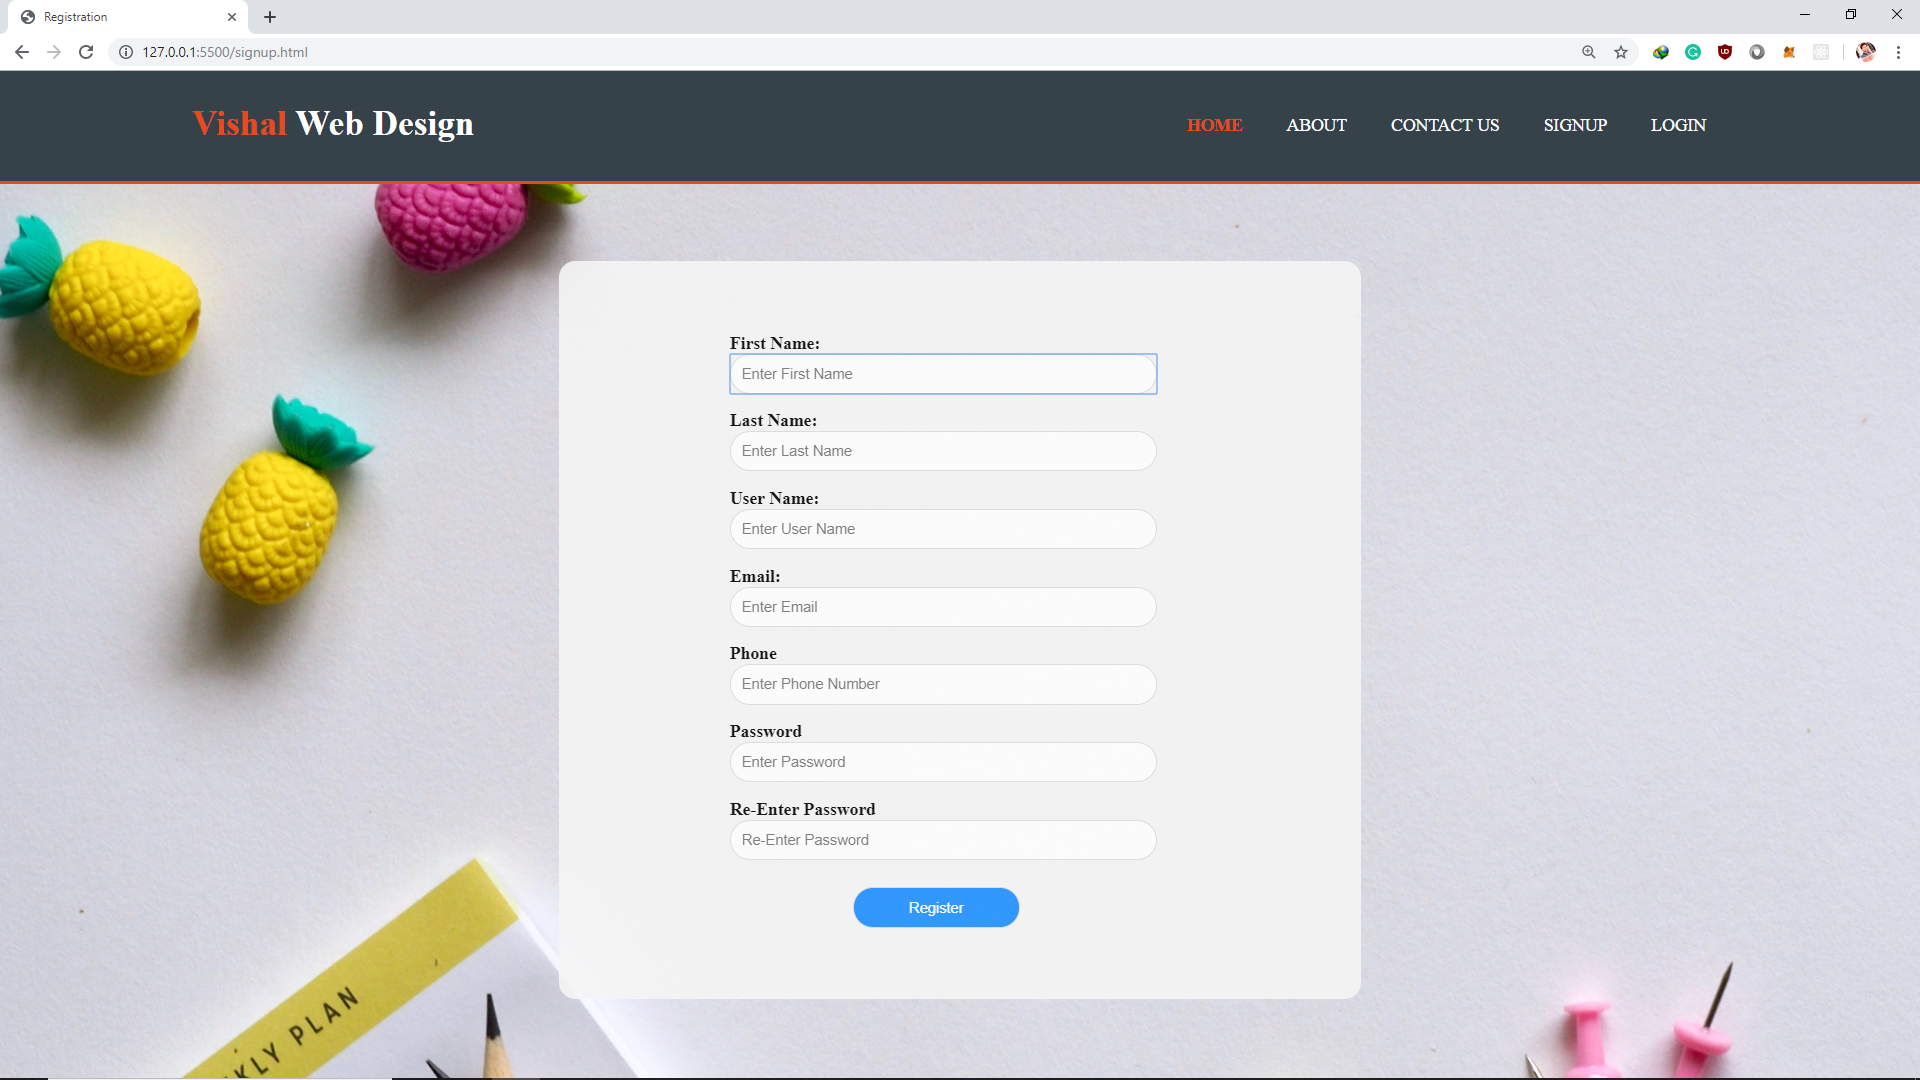 Registration
127.0.0.1:5500/signup.html
Vishal Web Design
HOME ABOUT CONTACT US SIGNUP LOGIN
First Name:
Enter First Name
Last Name:
Enter Last Name
User Name:
Enter User Name
Email:
Enter Email
Phone
Enter Phone Number
Password
Enter Password
Re-Enter Password
Re-Enter Password
Register
KLY PLAN